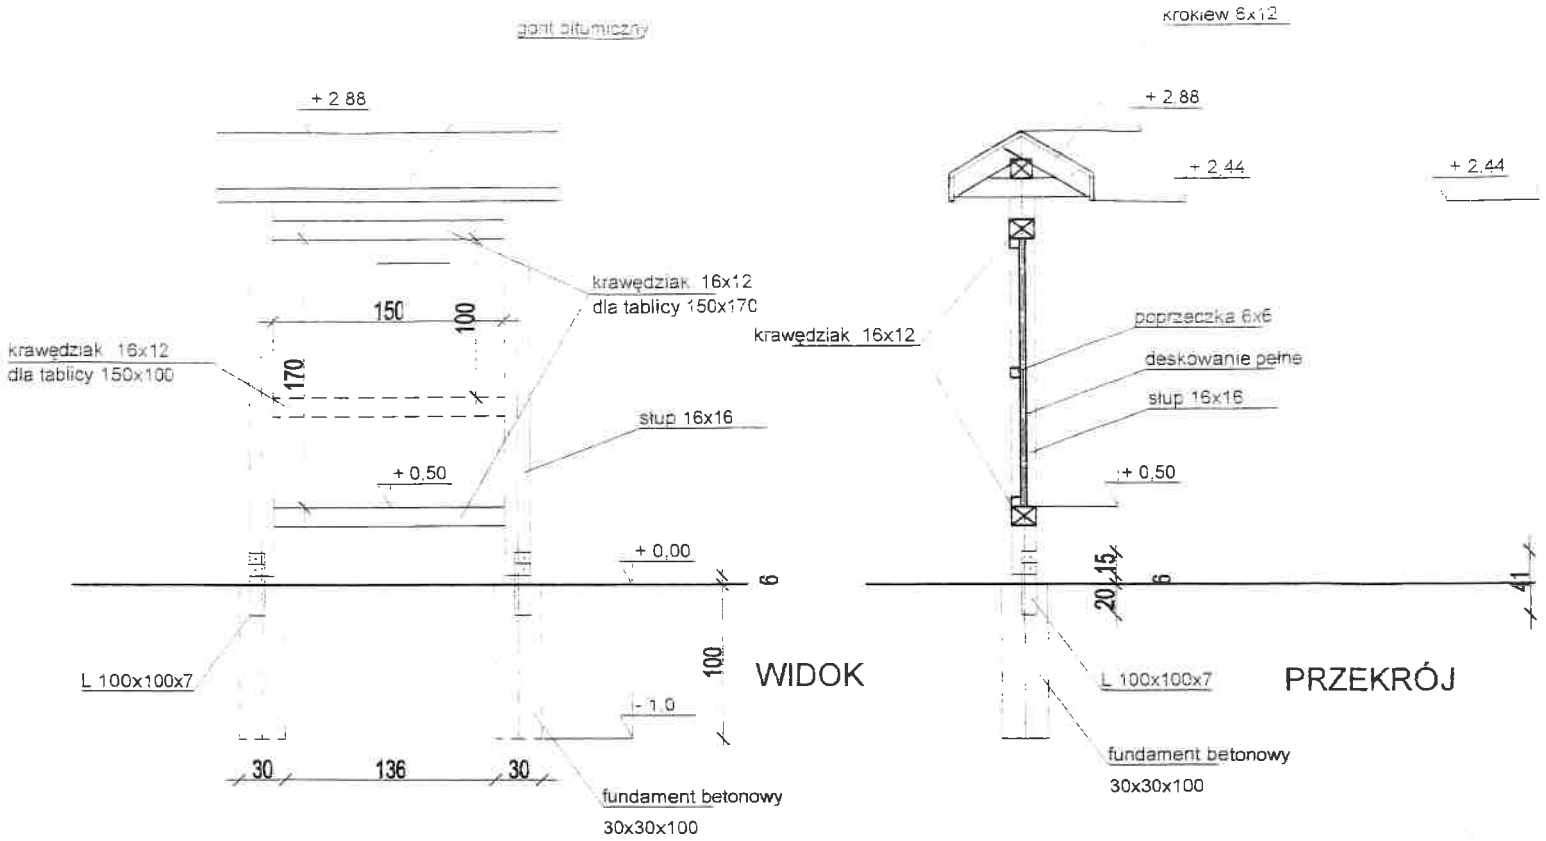 gont bitumiczny
krokiew 6x12
+ 2.88
+ 2.88
+ 2,44
+ 2,44
krawędziak 16x12
dla tablicy 150x170
150
100
krawędziak 16x12
dla tablicy 150x100
170
słup 16x16
+ 0,50
+ 0,00
6
100
L 100x100x7
WIDOK
- 1,0
30
136
30
fundament betonowy
30x30x100
krawędziak 16x12
poprzeczka 6x6
deskowanie pełne
słup 16x16
+ 0,50
15
20
6
41
L 100x100x7
PRZEKRÓJ
fundament betonowy
30x30x100